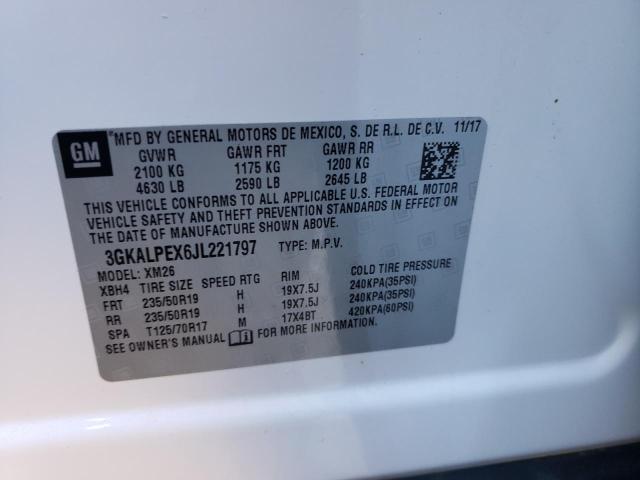 GM
*MFD BY GENERAL MOTORS DE MEXICO, S. DE R.L. DE C.V. 11/17
GVWR GAWR FRT GAWR RR
2100 KG 1175 KG 1200 KG
4630 LB 2590 LB 2645 LB
THIS VEHICLE CONFORMS TO ALL APPLICABLE U.S. FEDERAL MOTOR
VEHICLE SAFETY AND THEFT PREVENTION STANDARDS IN EFFECT ON
THE DATE OF MANUFACTURE SHOWN ABOVE.
3GKALPEX6JL221797 TYPE: M.P.V.
MODEL: XM26
XBH4 TIRE SIZE SPEED RTG RIM COLD TIRE PRESSURE
FRT 235/50R19 H 19X7.5J 240KPA(35PSI)
RR 235/50R19 H 19X7.5J 240KPA(35PSI)
SPA T125/70R17 M 17X4BT 420KPA(60PSI)
SEE OWNER'S MANUAL FOR MORE INFORMATION.